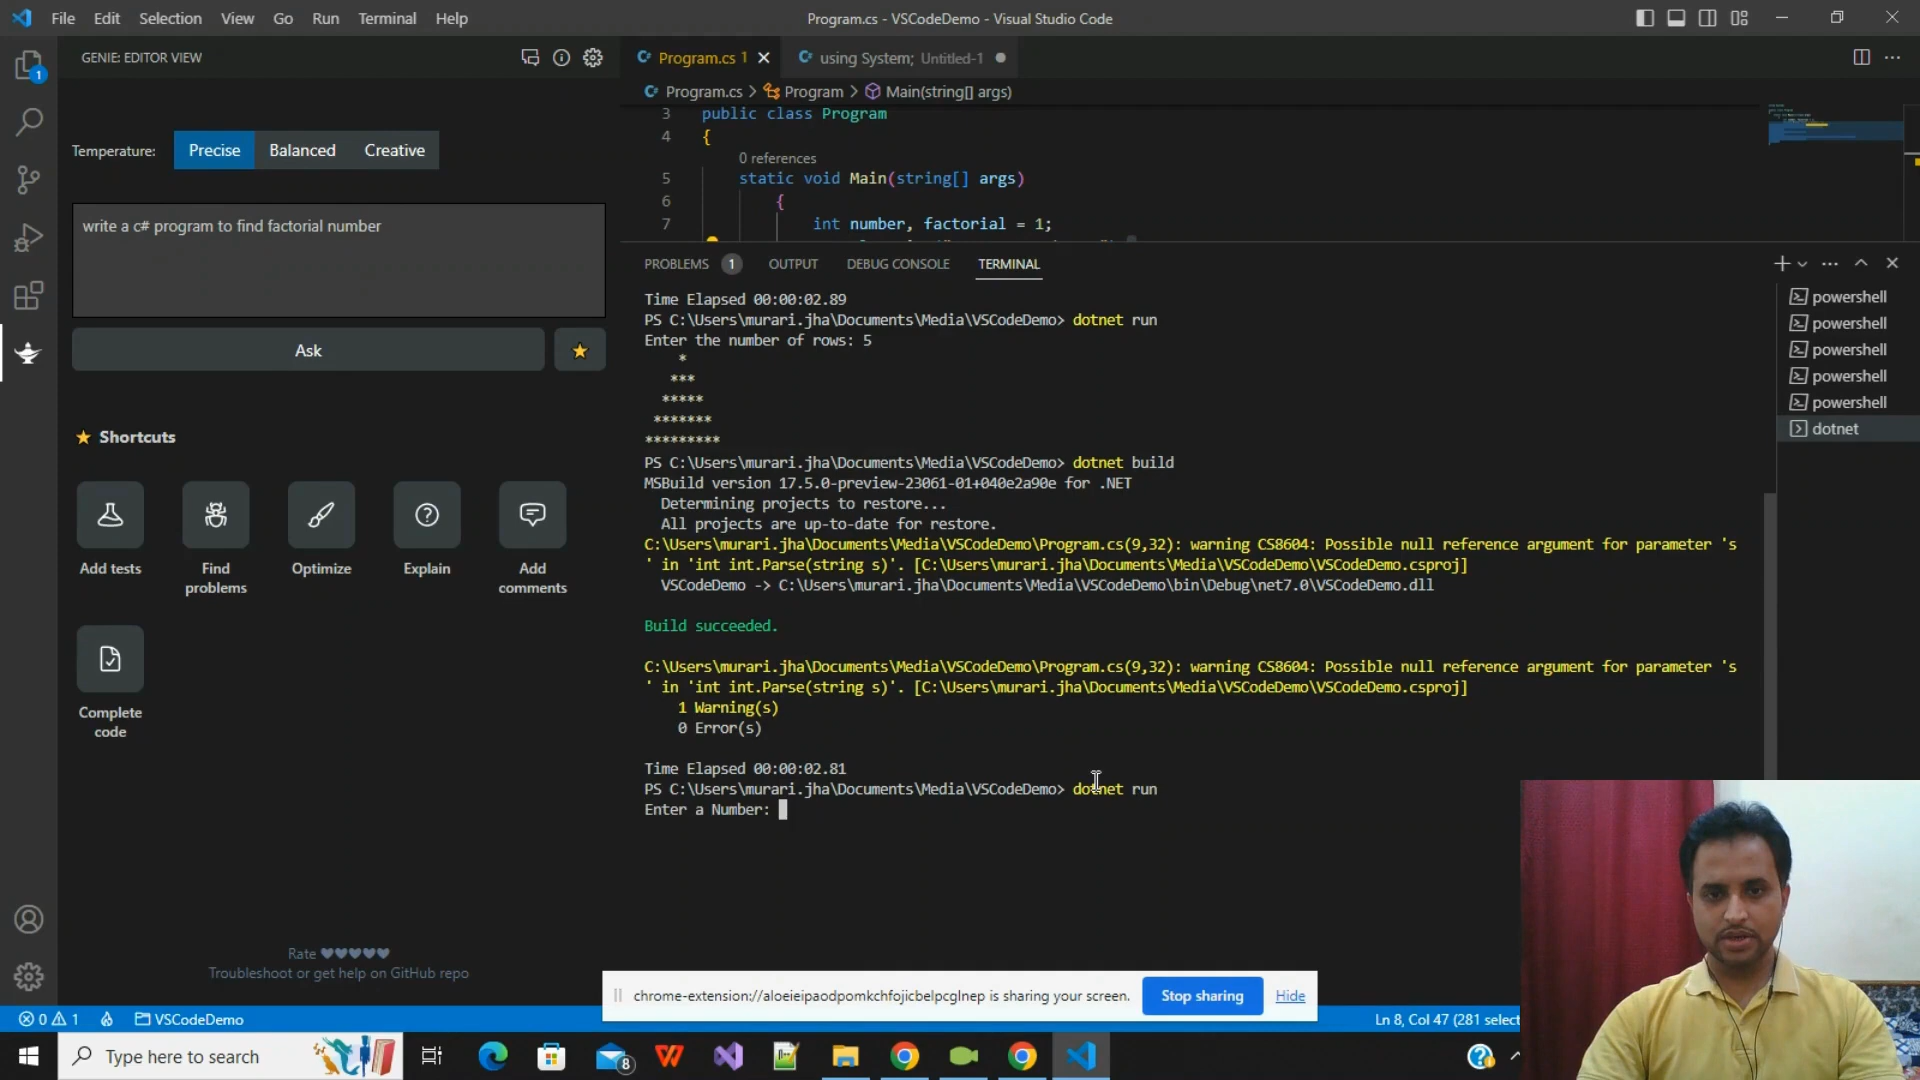 File Edit Selection View Go Run Terminal Help
Program.cs - VSCodeDemo - Visual Studio Code
GENIE: EDITOR VIEW
1
Temperature: Precise Balanced Creative
write a c# program to find factorial number
Ask
Shortcuts
Add tests
Find problems
Optimize
Explain
Add comments
Complete code
Rate
Troubleshoot or get help on GitHub repo
Program.cs 1
using System; Untitled-1
Program.cs > Program > Main(string[] args)
3 public class Program
4 {
0 references
5 static void Main(string[] args)
6 {
7 int number, factorial = 1;
PROBLEMS 1 OUTPUT DEBUG CONSOLE TERMINAL
Time Elapsed 00:00:02.89
PS C:\Users\murari.jha\Documents\Media\VSCodeDemo> dotnet run
Enter the number of rows: 5
*
***
*****
*******
*********
PS C:\Users\murari.jha\Documents\Media\VSCodeDemo> dotnet build
MSBuild version 17.5.0-preview-23061-01+040e2a90e for .NET
Determining projects to restore...
All projects are up-to-date for restore.
C:\Users\murari.jha\Documents\Media\VSCodeDemo\Program.cs(9,32): warning CS8604: Possible null reference argument for parameter 's
' in 'int int.Parse(string s)'. [C:\Users\murari.jha\Documents\Media\VSCodeDemo\VSCodeDemo.csproj]
VSCodeDemo -> C:\Users\murari.jha\Documents\Media\VSCodeDemo\bin\Debug\net7.0\VSCodeDemo.dll
Build succeeded.
C:\Users\murari.jha\Documents\Media\VSCodeDemo\Program.cs(9,32): warning CS8604: Possible null reference argument for parameter 's
' in 'int int.Parse(string s)'. [C:\Users\murari.jha\Documents\Media\VSCodeDemo\VSCodeDemo.csproj]
1 Warning(s)
0 Error(s)
Time Elapsed 00:00:02.81
PS C:\Users\murari.jha\Documents\Media\VSCodeDemo> dotnet run
Enter a Number:
powershell
powershell
powershell
powershell
powershell
dotnet
chrome-extension://aloeieipaodpomkchfojicbelpcglnep is sharing your screen. Stop sharing Hide
0 1 VSCodeDemo
Ln 8, Col 47 (281 select
Type here to search
8